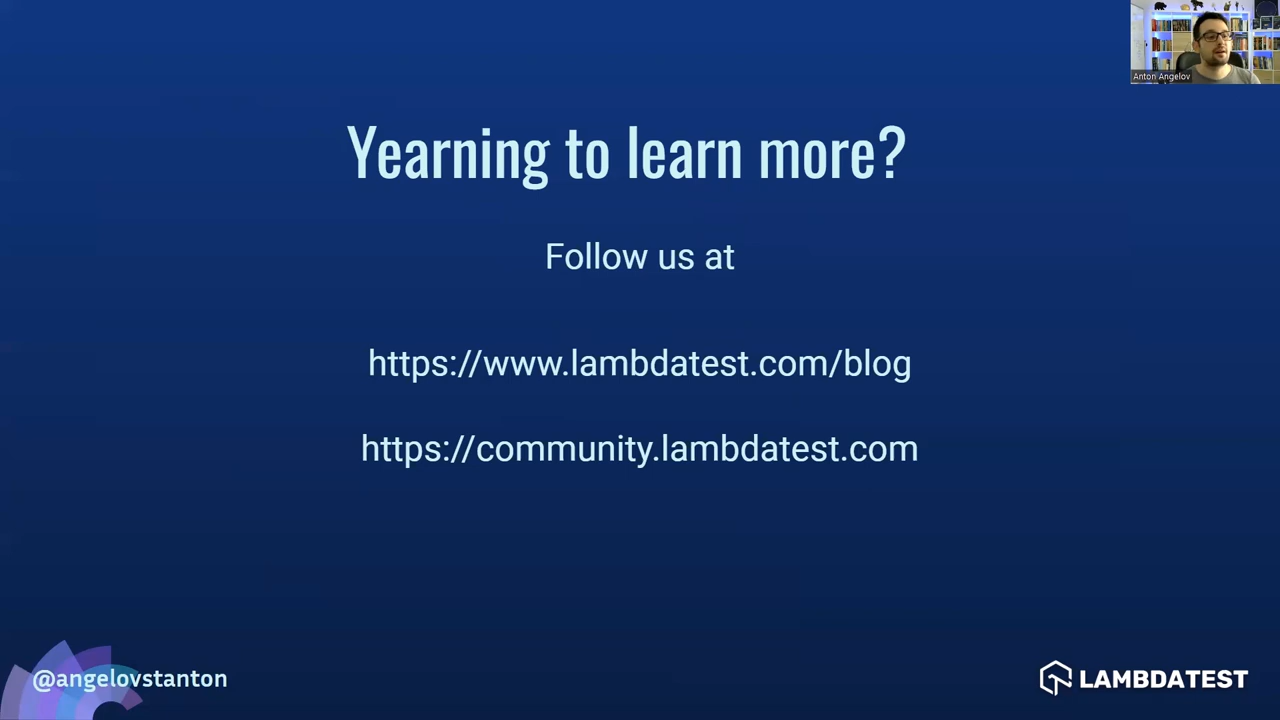 Anton Angelov
Yearning to learn more?
Follow us at
https://www.lambdatest.com/blog
https://community.lambdatest.com
@angelovstanton
LAMBDATEST